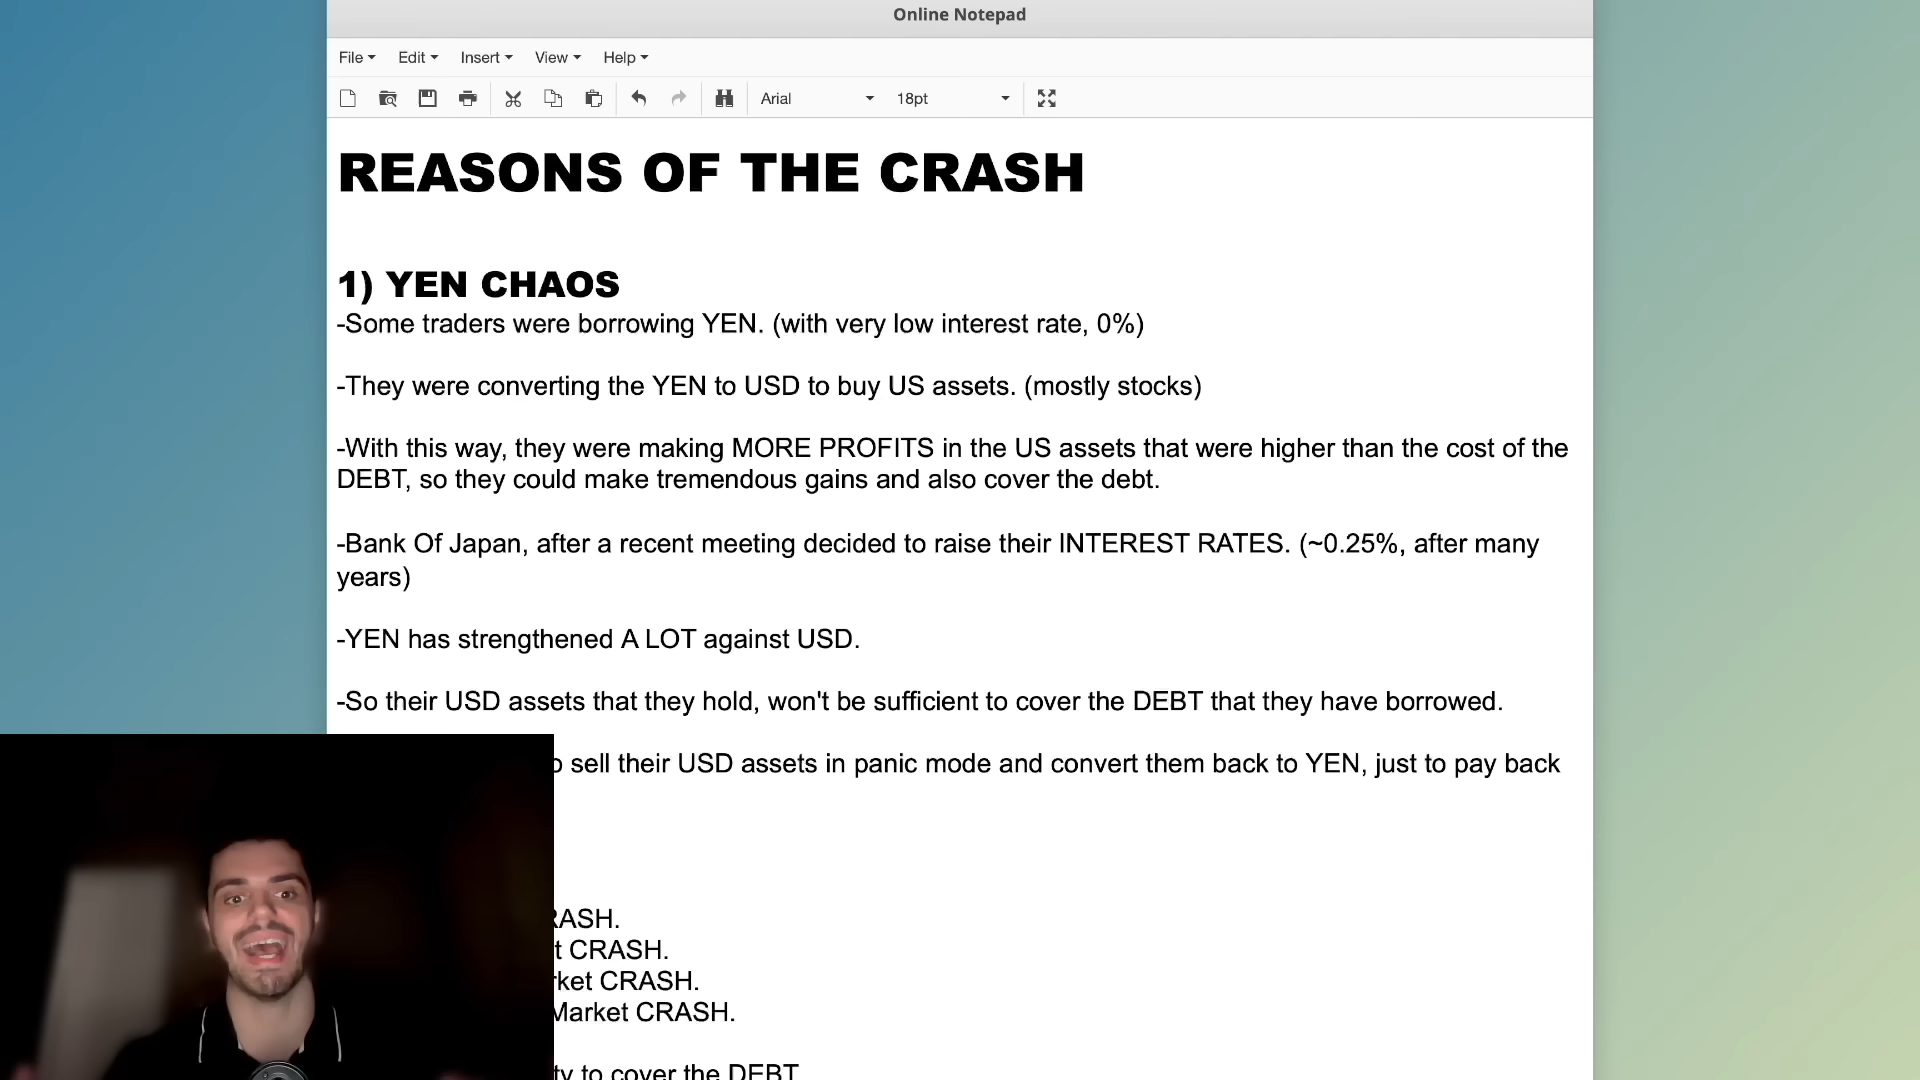 Online Notepad
File Edit Insert View Help
Arial 18pt
REASONS OF THE CRASH
1) YEN CHAOS
-Some traders were borrowing YEN. (with very low interest rate, 0%)
-They were converting the YEN to USD to buy US assets. (mostly stocks)
-With this way, they were making MORE PROFITS in the US assets that were higher than the cost of the
DEBT, so they could make tremendous gains and also cover the debt.
-Bank Of Japan, after a recent meeting decided to raise their INTEREST RATES. (~0.25%, after many
years)
-YEN has strengthened A LOT against USD.
-So their USD assets that they hold, won't be sufficient to cover the DEBT that they have borrowed.
sell their USD assets in panic mode and convert them back to YEN, just to pay back
CRASH.
Market CRASH.
to cover the DEBT